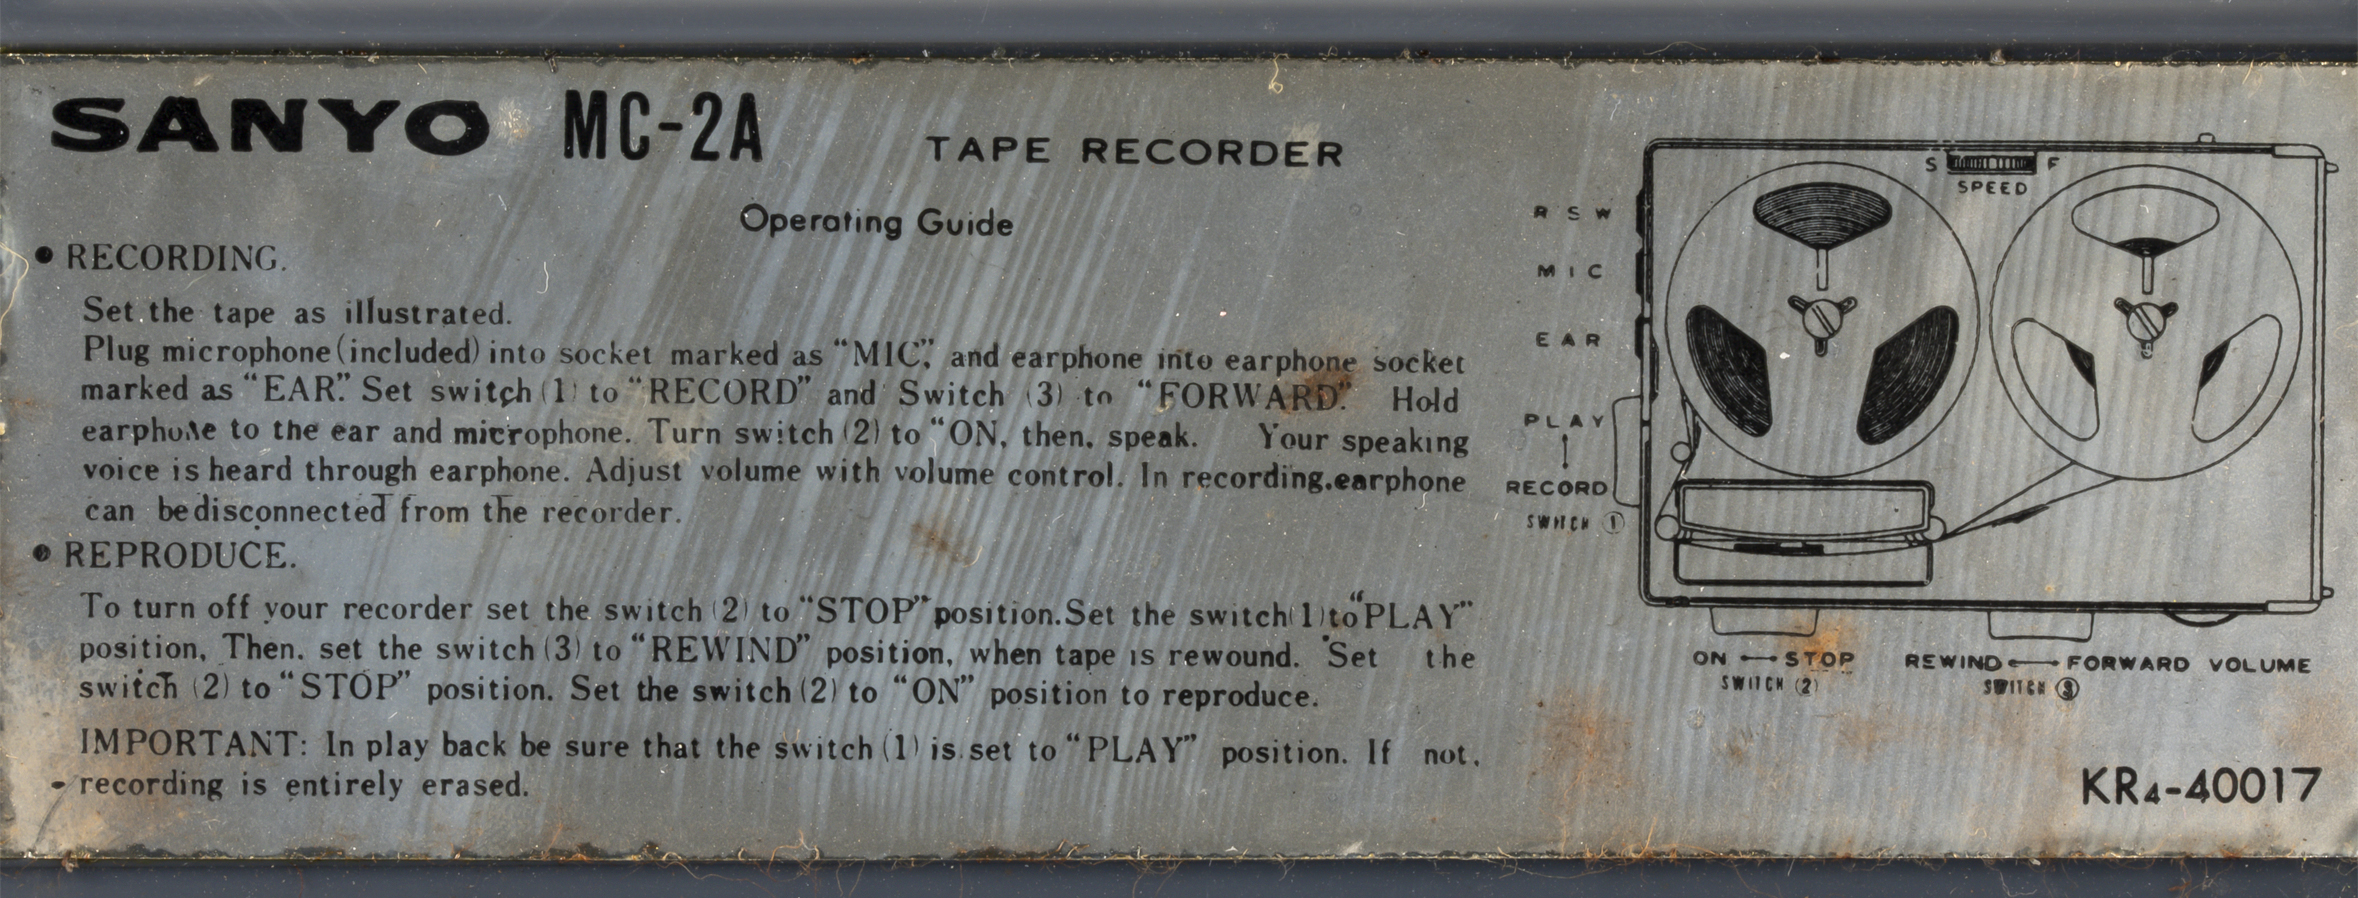 SANYO MC-2A TAPE RECORDER
Operating Guide
• RECORDING.
Set the tape as illustrated.
Plug microphone (included) into socket marked as “MIC”, and earphone into earphone socket
marked as “EAR”. Set switch (1) to “RECORD” and Switch (3) to “FORWARD”. Hold
earphone to the ear and microphone. Turn switch (2) to “ON, then, speak. Your speaking
voice is heard through earphone. Adjust volume with volume control. In recording, earphone
can be disconnected from the recorder.
• REPRODUCE.
To turn off your recorder set the switch (2) to “STOP” position. Set the switch (1) to “PLAY”
position, Then, set the switch (3) to “REWIND” position, when tape is rewound. Set the
switch (2) to “STOP” position. Set the switch (2) to “ON” position to reproduce.
IMPORTANT: In play back be sure that the switch (1) is set to “PLAY” position. If not,
recording is entirely erased.
S F
SPEED
RSW
MIC
EAR
PLAY
RECORD
SWITCH ①
ON ⟷ STOP
SWITCH (2)
REWIND ⟷ FORWARD
SWITCH ③
VOLUME
KR4-40017